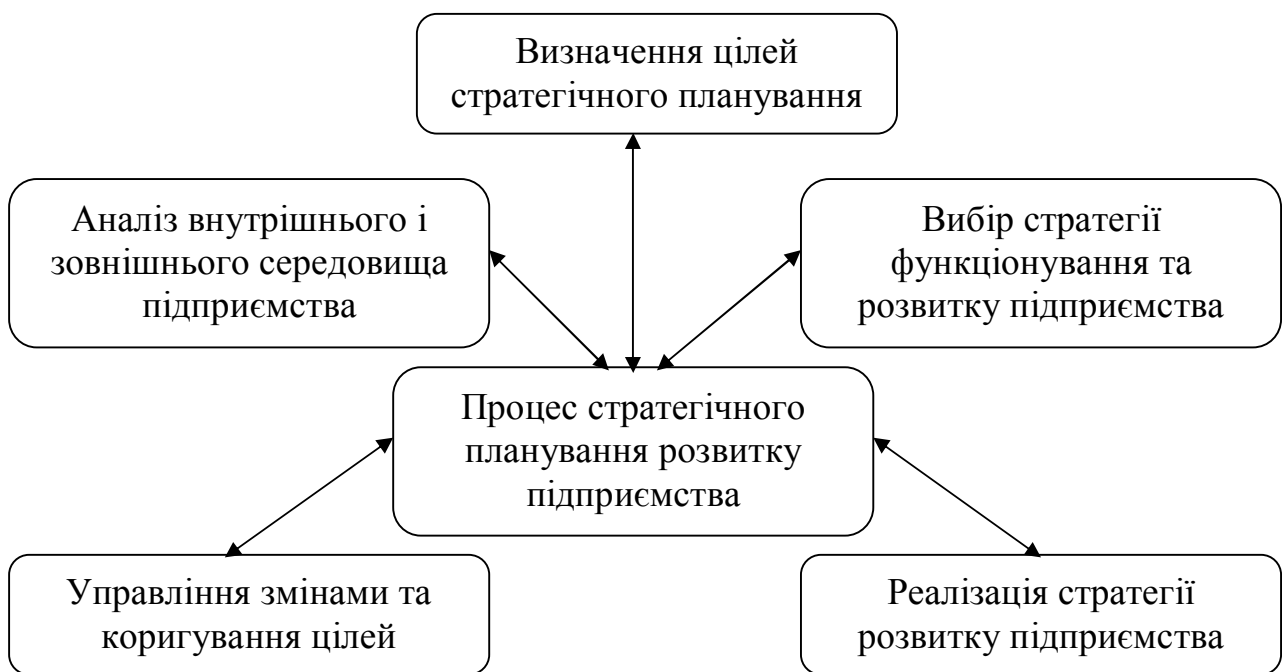 Визначення цілей
стратегічного планування
Аналіз внутрішнього і
зовнішнього середовища
підприємства
Вибір стратегії
функціонування та
розвитку підприємства
Процес стратегічного
планування розвитку
підприємства
Управління змінами та
коригування цілей
Реалізація стратегії
розвитку підприємства